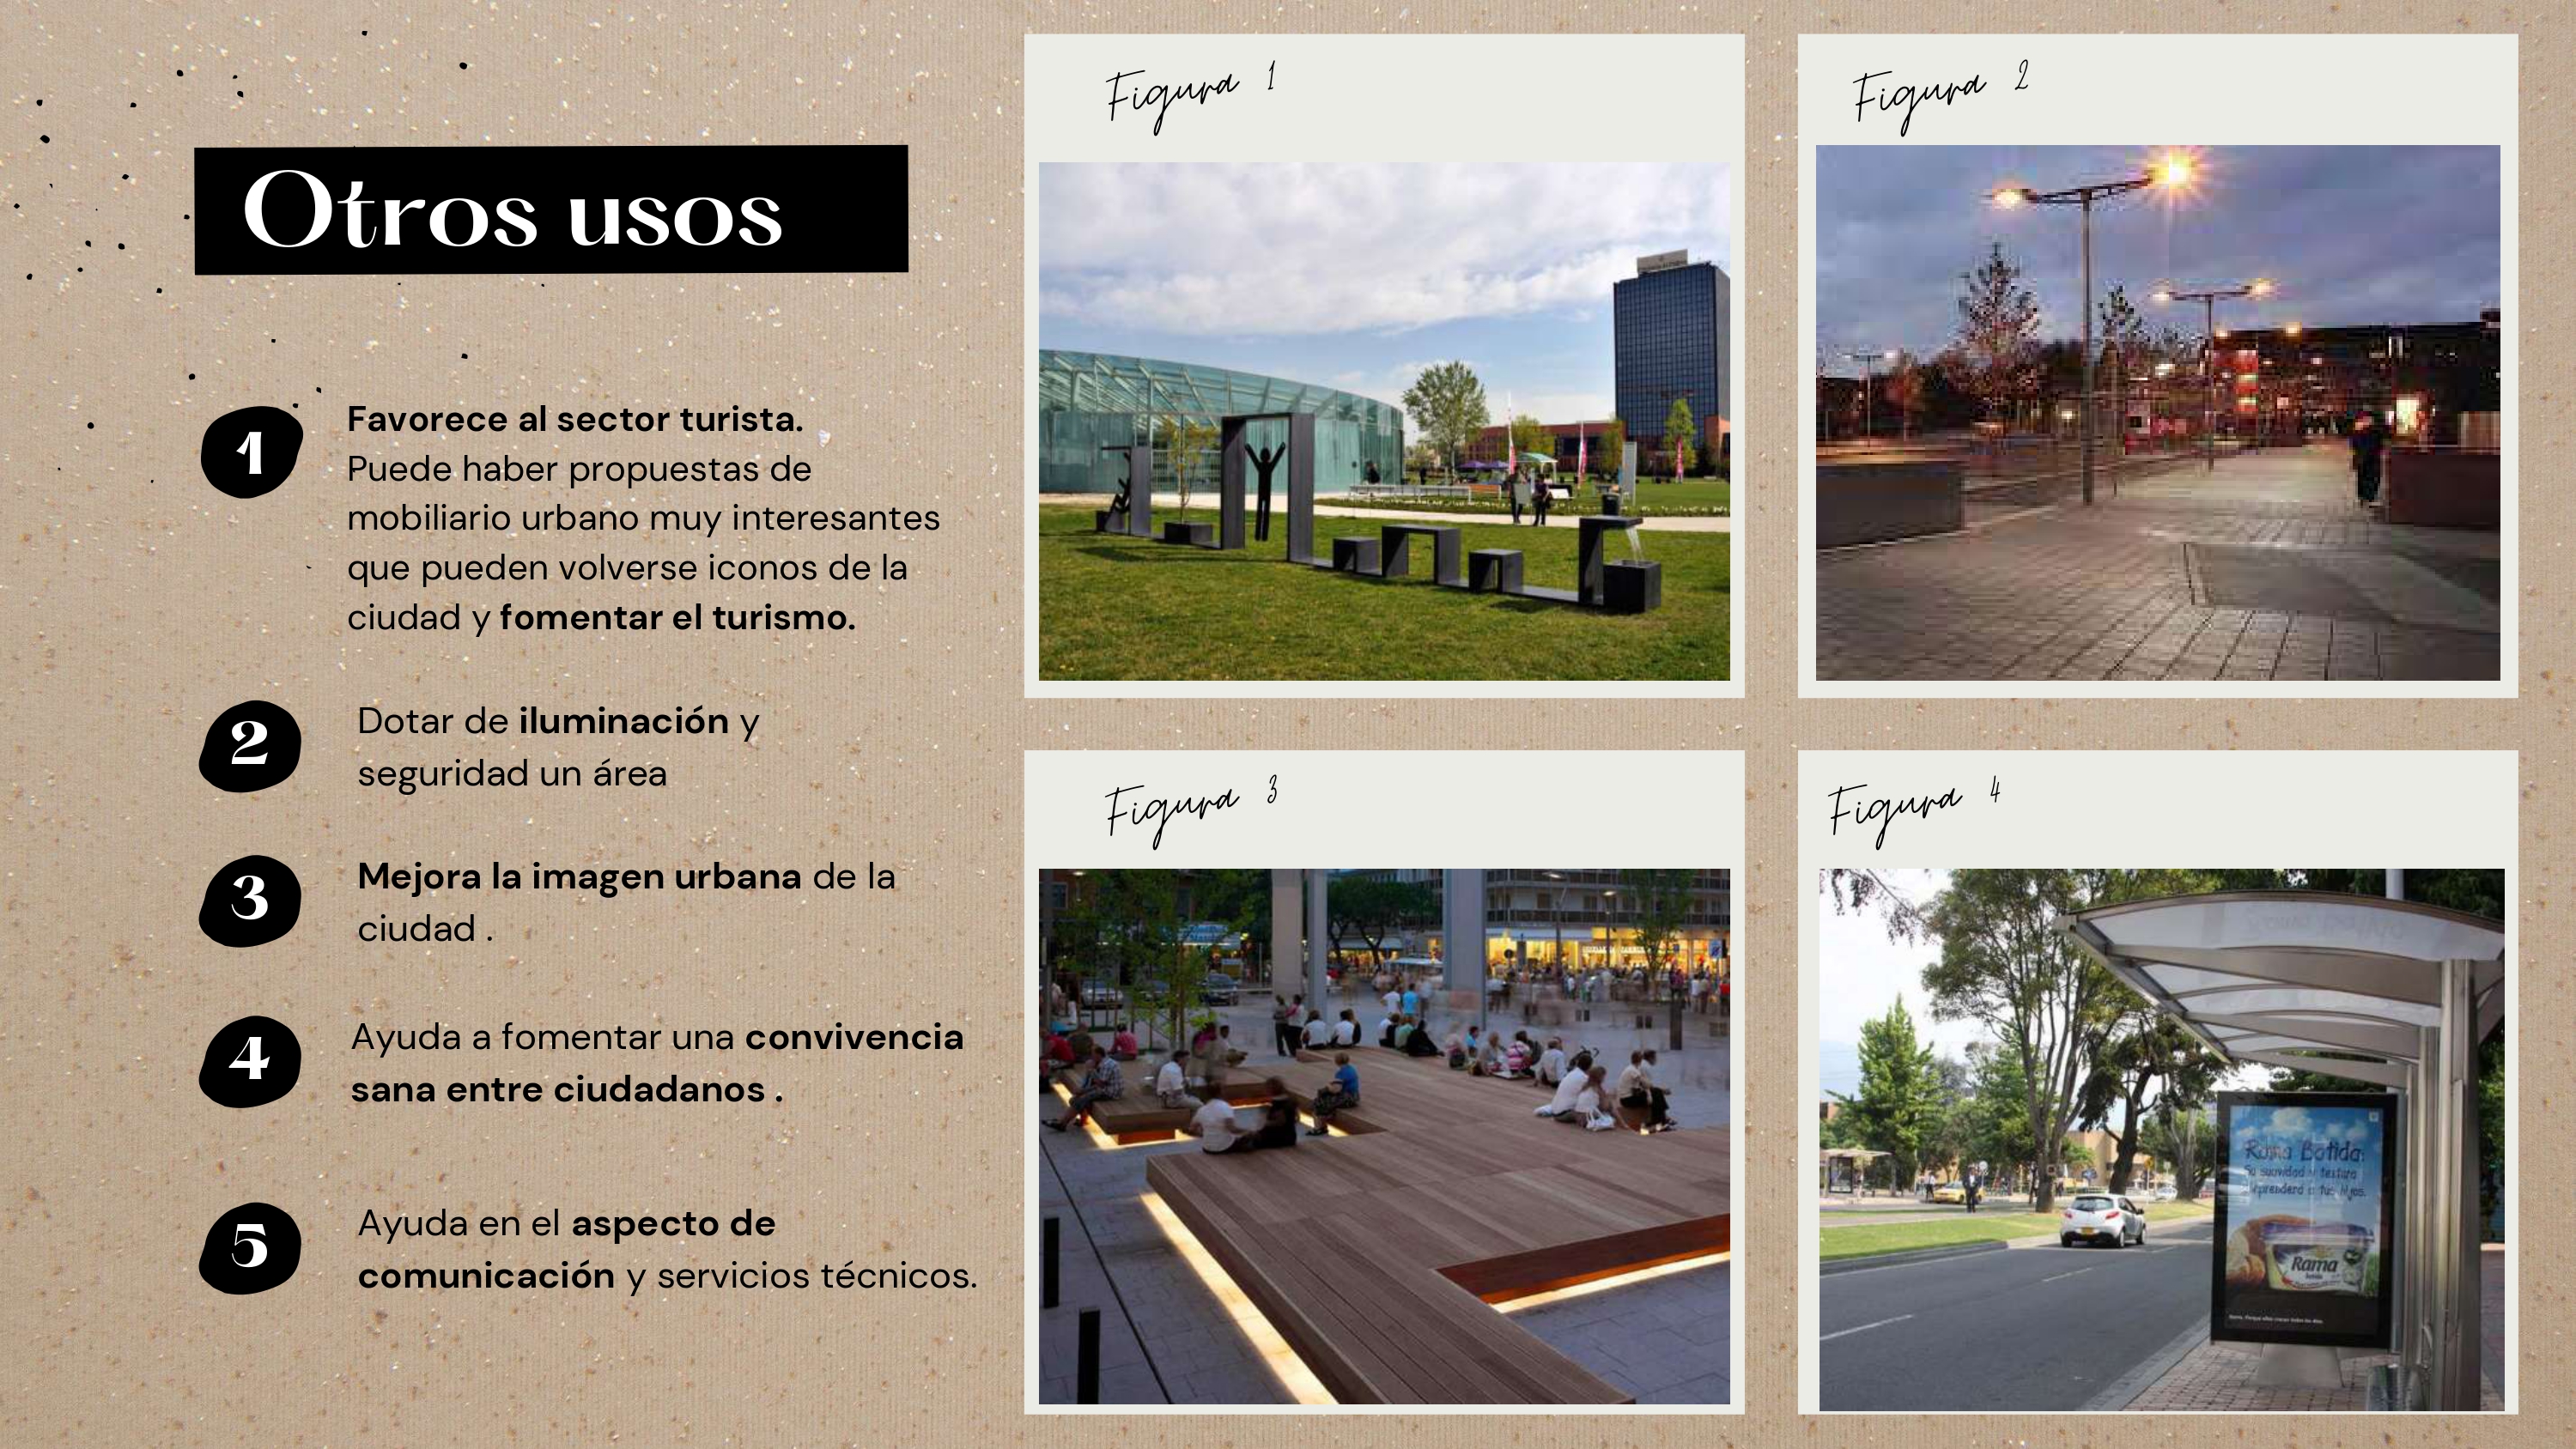 Otros usos
1
Favorece al sector turista.
Puede haber propuestas de
mobiliario urbano muy interesantes
que pueden volverse iconos de la
ciudad y fomentar el turismo.
2
Dotar de iluminación y
seguridad un área
3
Mejora la imagen urbana de la
ciudad .
4
Ayuda a fomentar una convivencia
sana entre ciudadanos .
5
Ayuda en el aspecto de
comunicación y servicios técnicos.
Figura 1
Figura 2
Figura 3
Figura 4
Rama Batida:
Su suavidad y textura
a tus hijos.
Rama